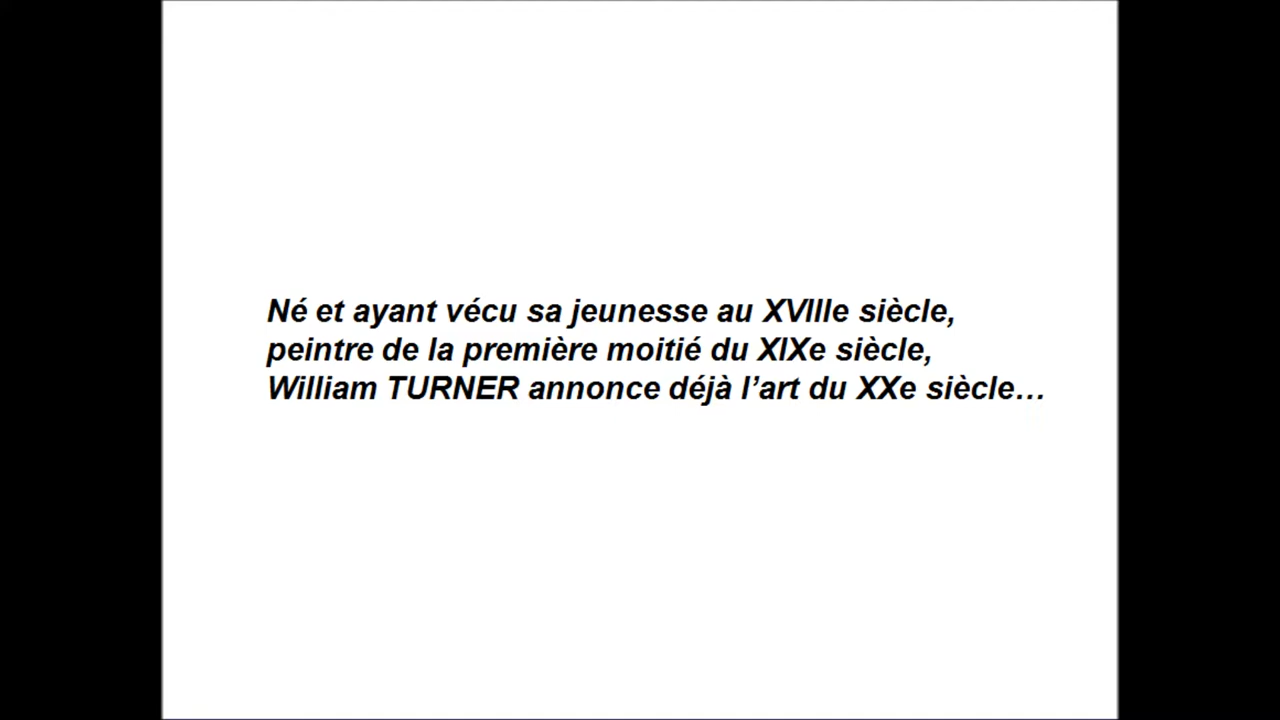 Né et ayant vécu sa jeunesse au XVIIIe siècle,
peintre de la première moitié du XIXe siècle,
William TURNER annonce déjà l’art du XXe siècle…